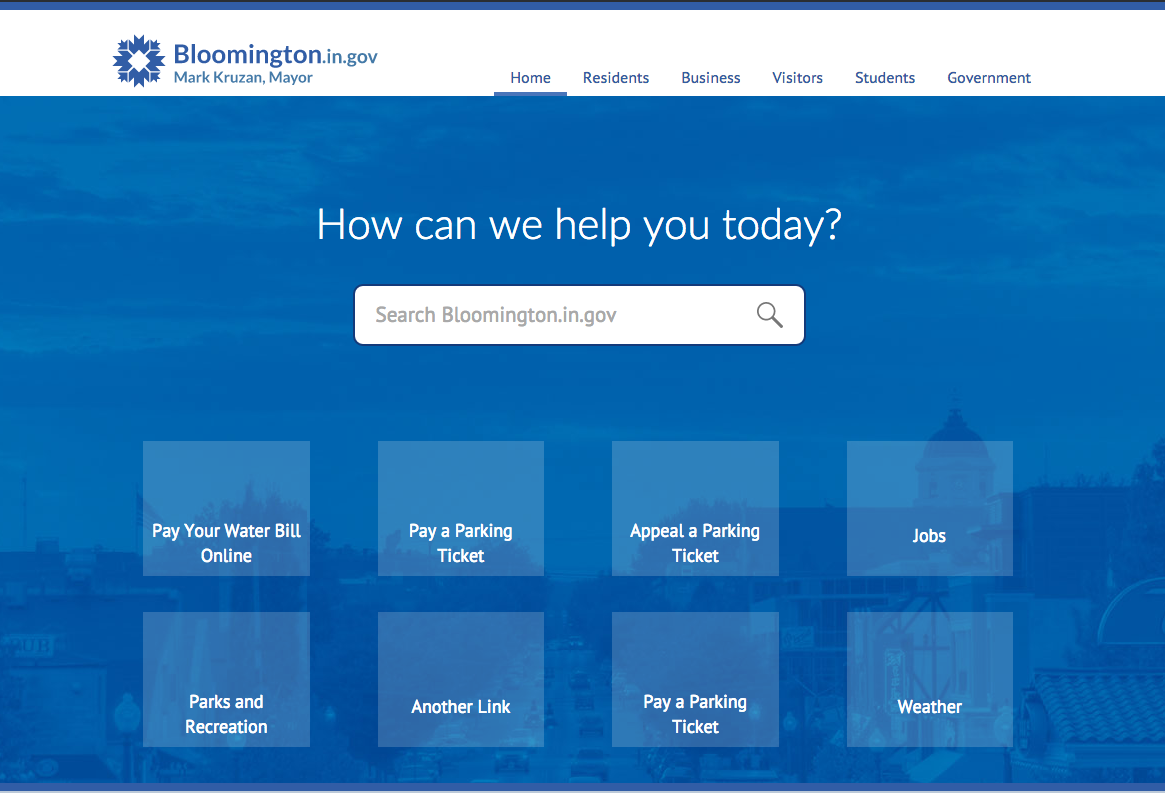 Bloomington.in.gov
Mark Kruzan, Mayor
Home Residents Business Visitors Students Government
How can we help you today?
Search Bloomington.in.gov
Pay Your Water Bill
Online
Pay a Parking
Ticket
Appeal a Parking
Ticket
Jobs
Parks and
Recreation
Another Link
Pay a Parking
Ticket
Weather